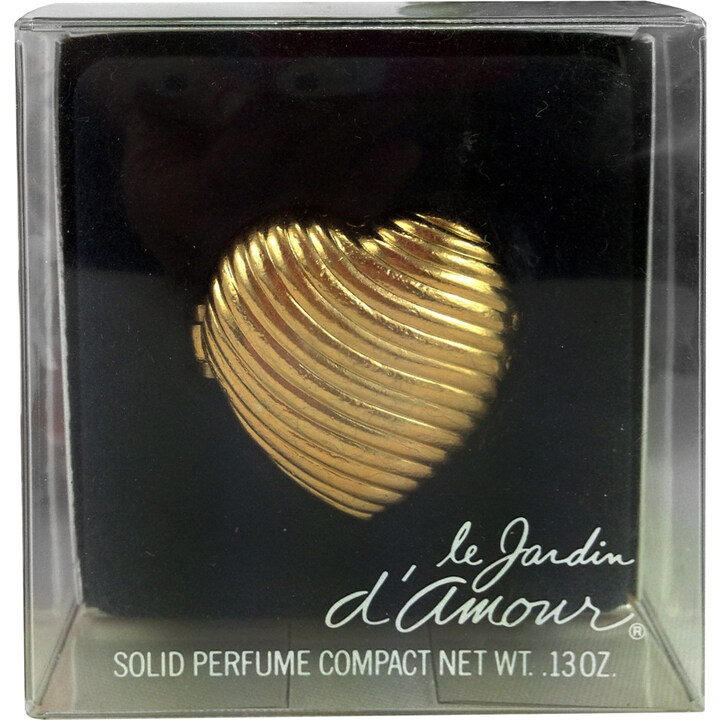 le Jardin
d'Amour®
SOLID PERFUME COMPACT NET WT. .13 OZ.